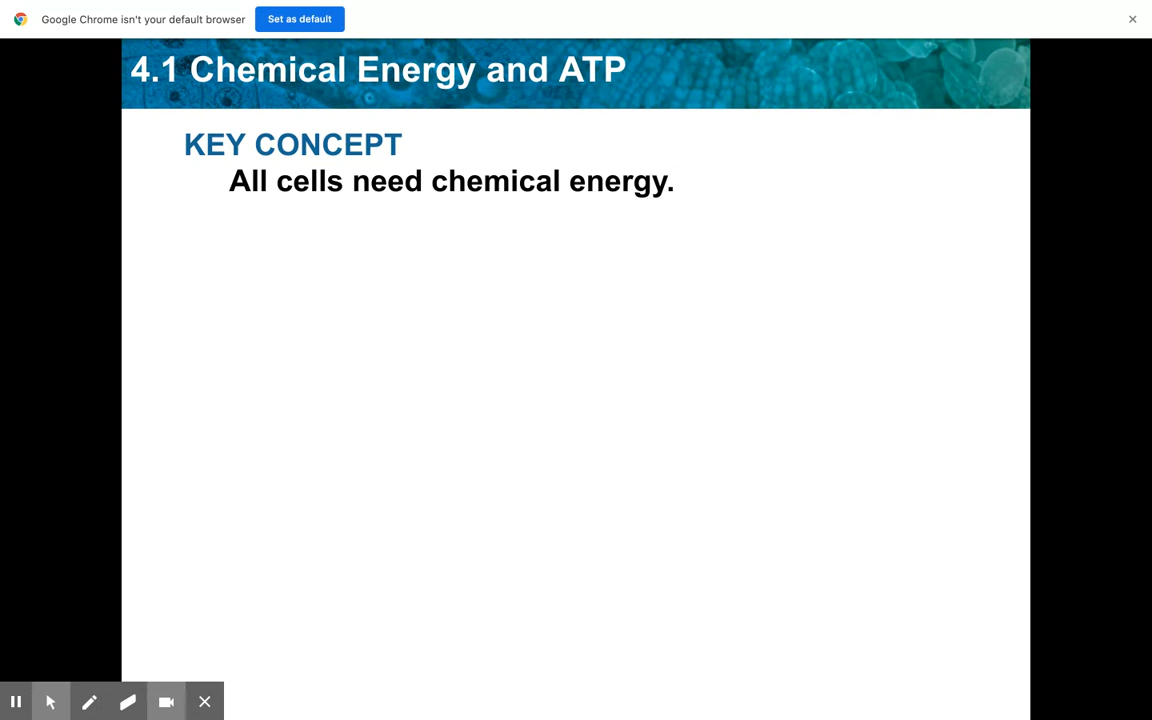 Google Chrome isn't your default browser Set as default
4.1 Chemical Energy and ATP
KEY CONCEPT
All cells need chemical energy.